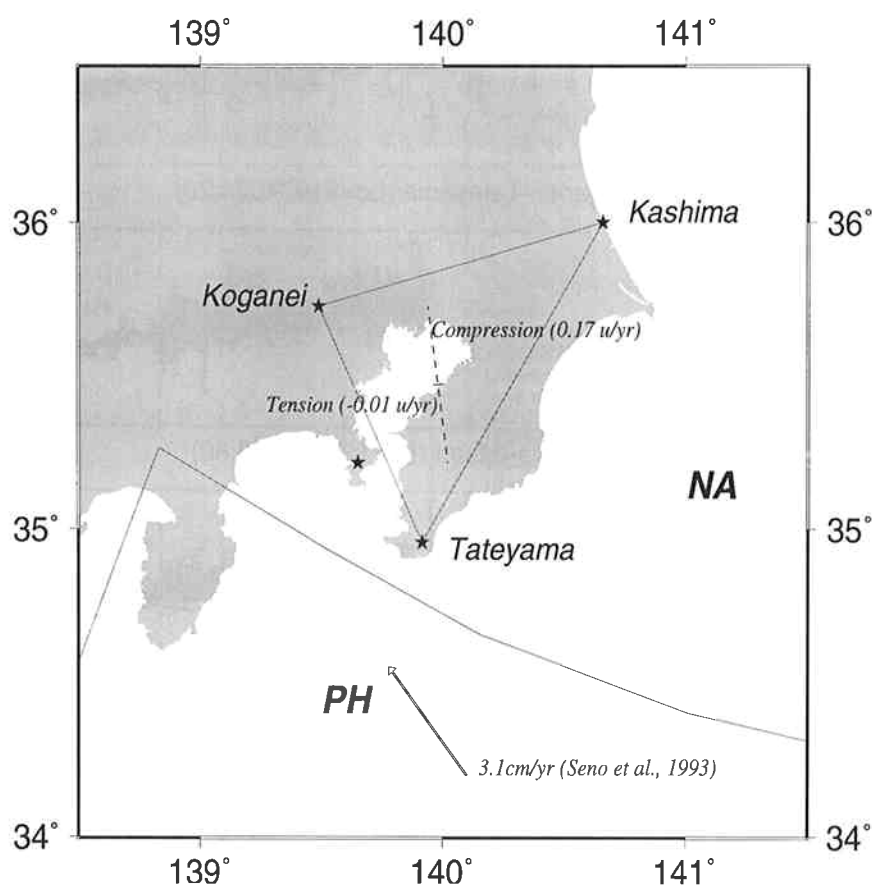 139° 140° 141°
36° 36°
Kashima
Koganei
Compression (0.17 u/yr)
Tension (-0.01 u/yr)
NA
35° 35°
Tateyama
PH
3.1cm/yr (Seno et al., 1993)
34° 34°
139° 140° 141°